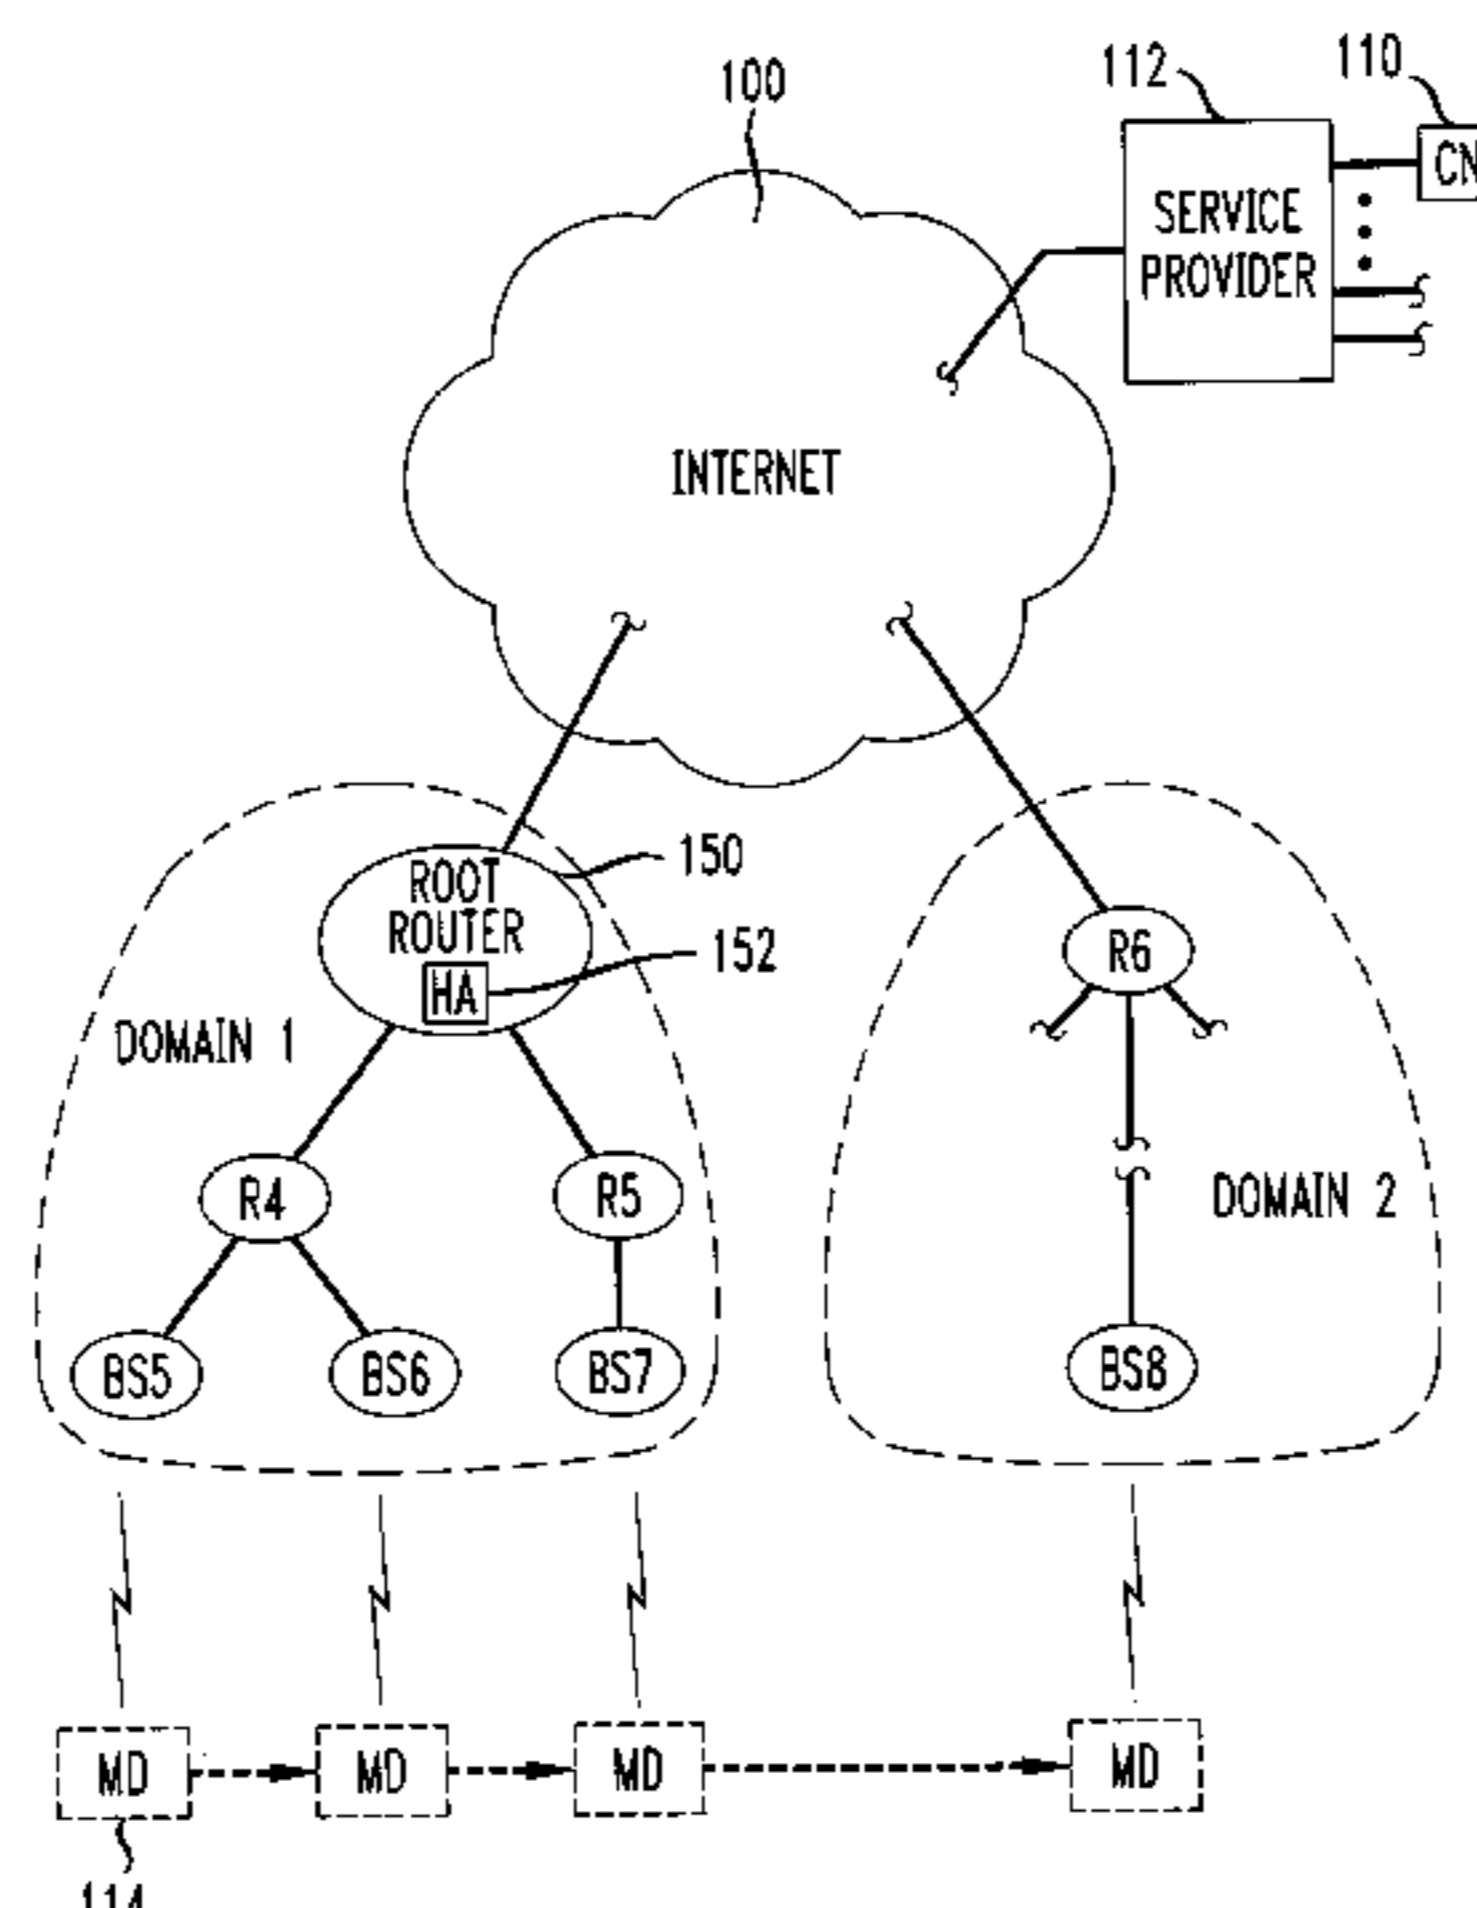 100
112
110
CN
SERVICE
PROVIDER
INTERNET
150
ROOT
ROUTER
152
HA
R6
DOMAIN 1
R4
R5
DOMAIN 2
BS5
BS6
BS7
BS8
MD
MD
MD
MD
114